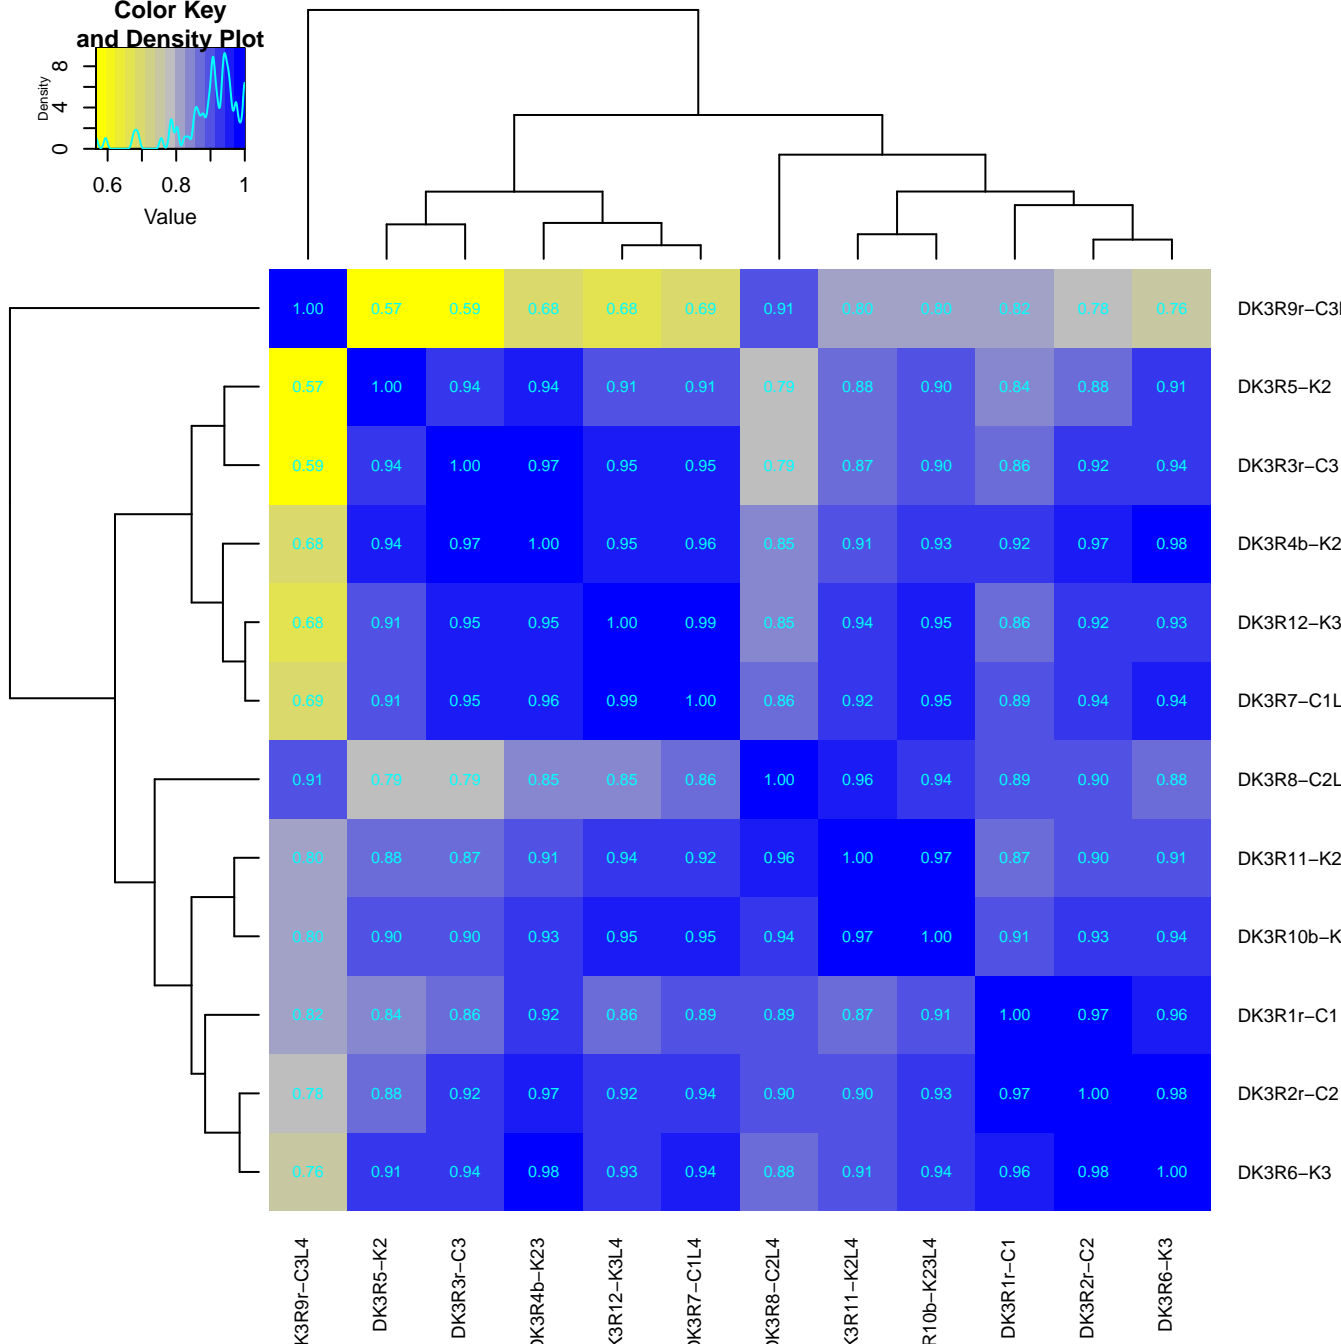 Color Key
and Density Plot
Density
0 4 8
0.6 0.8 1
Value
1.00 0.57 0.59 0.68 0.68 0.69 0.91 0.80 0.80 0.82 0.78 0.76 DK3R9r−C3
0.57 1.00 0.94 0.94 0.91 0.91 0.79 0.88 0.90 0.84 0.88 0.91 DK3R5−K2
0.59 0.94 1.00 0.97 0.95 0.95 0.79 0.87 0.90 0.86 0.92 0.94 DK3R3r−C3
0.68 0.94 0.97 1.00 0.95 0.96 0.85 0.91 0.93 0.92 0.97 0.98 DK3R4b−K2
0.68 0.91 0.95 0.95 1.00 0.99 0.85 0.94 0.95 0.86 0.92 0.93 DK3R12−K3
0.69 0.91 0.95 0.96 0.99 1.00 0.86 0.92 0.95 0.89 0.94 0.94 DK3R7−C1L
0.91 0.79 0.79 0.85 0.85 0.86 1.00 0.96 0.94 0.89 0.90 0.88 DK3R8−C2L
0.80 0.88 0.87 0.91 0.94 0.92 0.96 1.00 0.97 0.87 0.90 0.91 DK3R11−K2
0.80 0.90 0.90 0.93 0.95 0.95 0.94 0.97 1.00 0.91 0.93 0.94 DK3R10b−K
0.82 0.84 0.86 0.92 0.86 0.89 0.89 0.87 0.91 1.00 0.97 0.96 DK3R1r−C1
0.78 0.88 0.92 0.97 0.92 0.94 0.90 0.90 0.93 0.97 1.00 0.98 DK3R2r−C2
0.76 0.91 0.94 0.98 0.93 0.94 0.88 0.91 0.94 0.96 0.98 1.00 DK3R6−K3
K3R9r−C3L4
DK3R5−K2
DK3R3r−C3
DK3R4b−K23
K3R12−K3L4
DK3R7−C1L4
DK3R8−C2L4
K3R11−K2L4
R10b−K23L4
DK3R1r−C1
DK3R2r−C2
DK3R6−K3